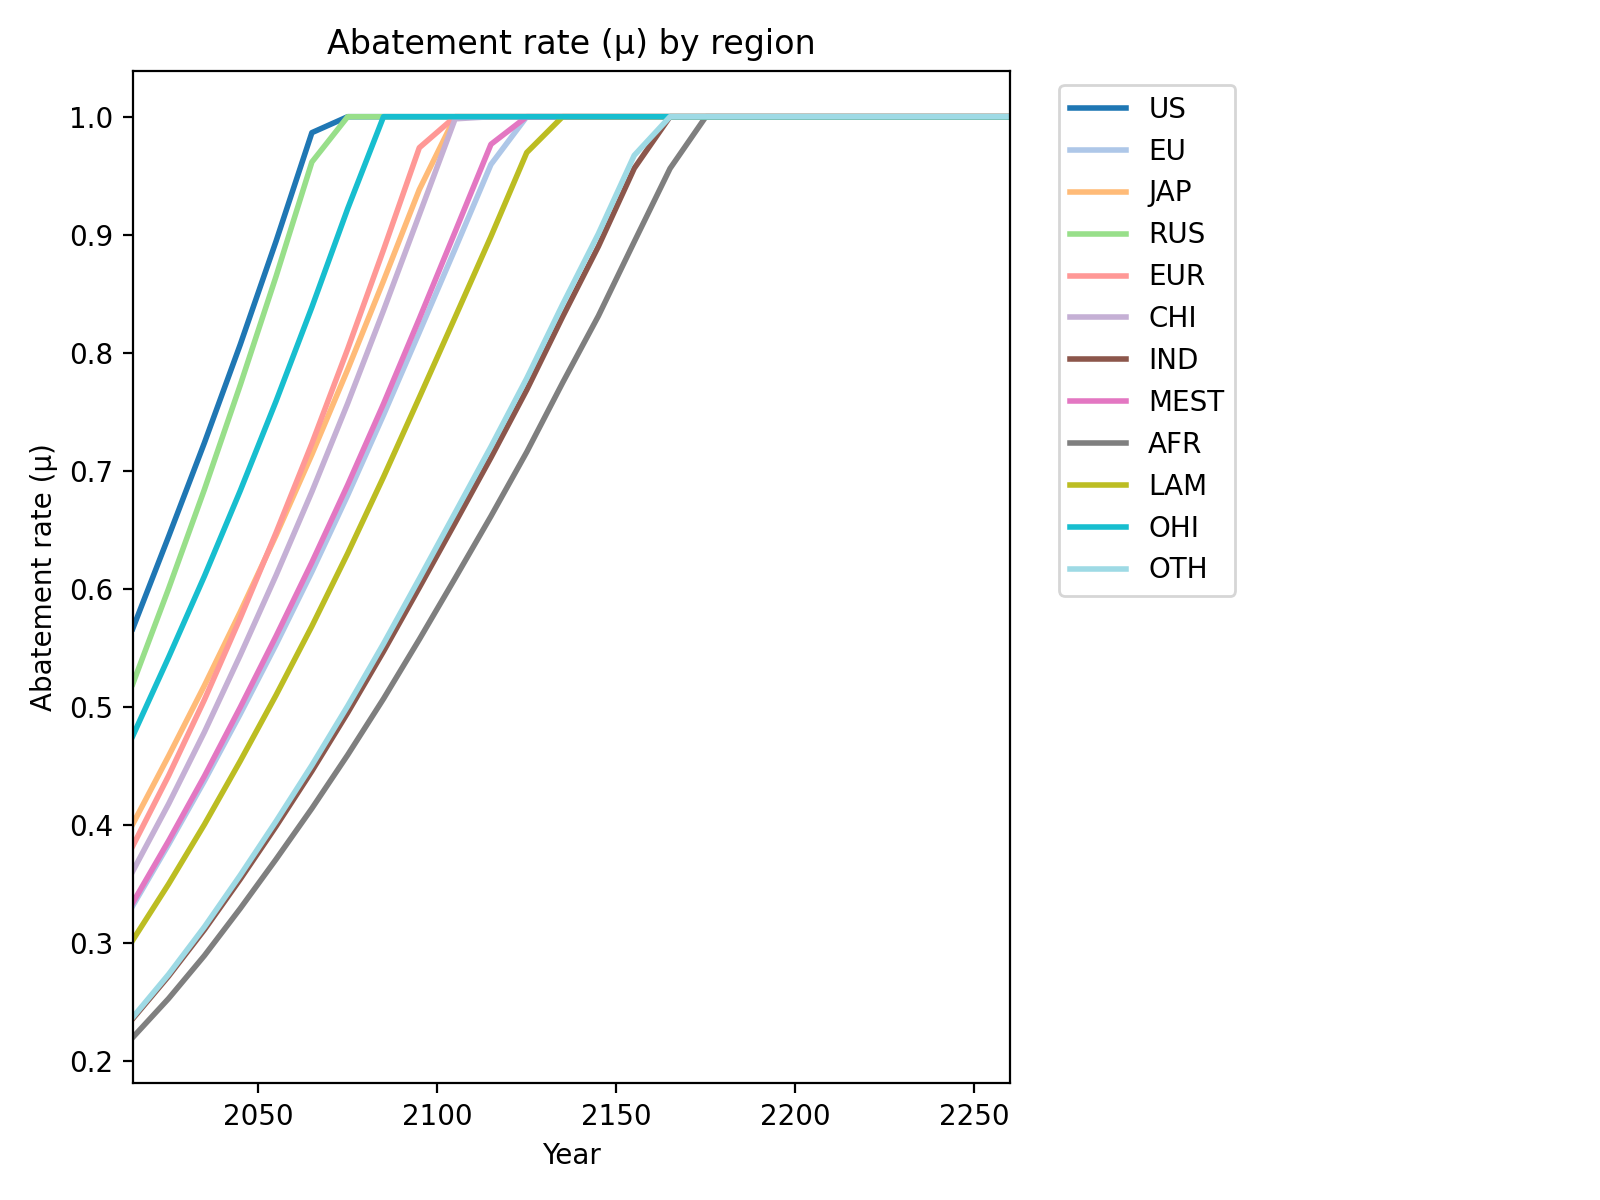 Abatement rate (μ) by region
Abatement rate (μ)
1.0
0.9
0.8
0.7
0.6
0.5
0.4
0.3
0.2
2050
2100
2150
2200
2250
Year
US
EU
JAP
RUS
EUR
CHI
IND
MEST
AFR
LAM
OHI
OTH